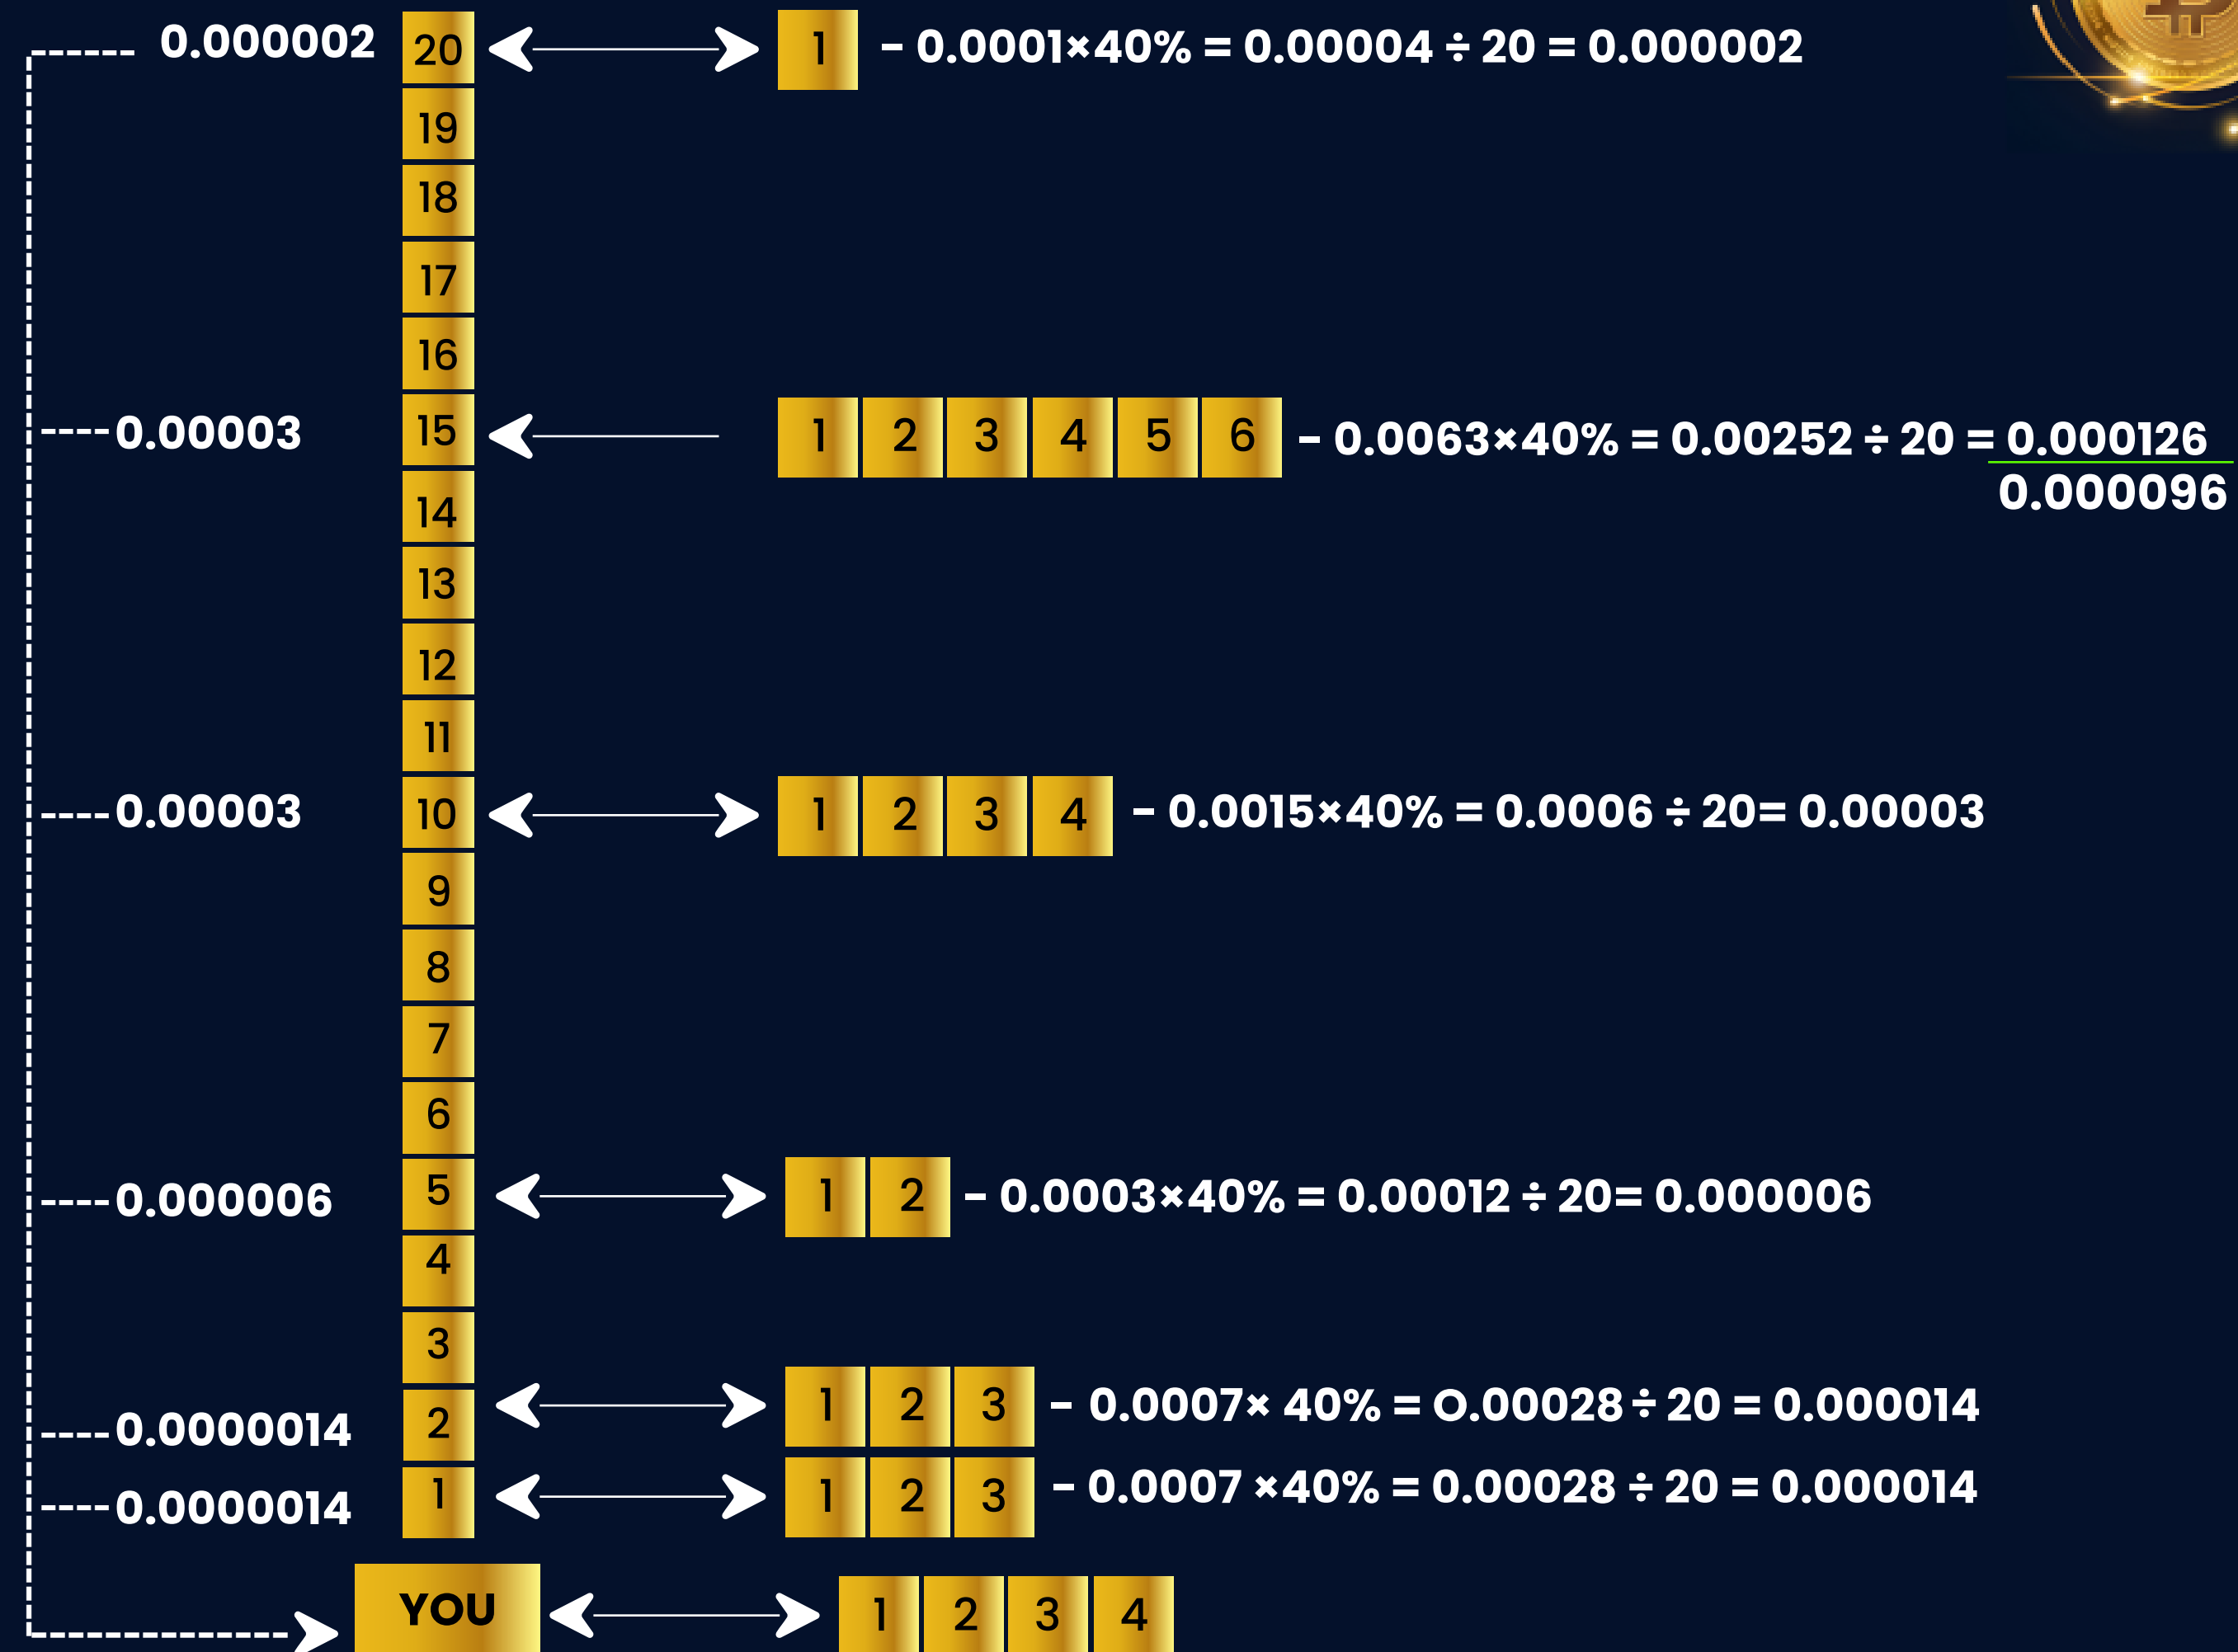 0.000002 20 1 - 0.0001×40% = 0.00004 ÷ 20 = 0.000002
19
18
17
16
0.00003 15 1 2 3 4 5 6 - 0.0063×40% = 0.00252 ÷ 20 = 0.000126
0.000096
14
13
12
11
0.00003 10 1 2 3 4 - 0.0015×40% = 0.0006 ÷ 20= 0.00003
9
8
7
6
0.000006 5 1 2 - 0.0003×40% = 0.00012 ÷ 20= 0.000006
4
3
0.0000014 2 1 2 3 - 0.0007× 40% = O.00028 ÷ 20 = 0.000014
0.0000014 1 1 2 3 - 0.0007 ×40% = 0.00028 ÷ 20 = 0.000014
YOU 1 2 3 4